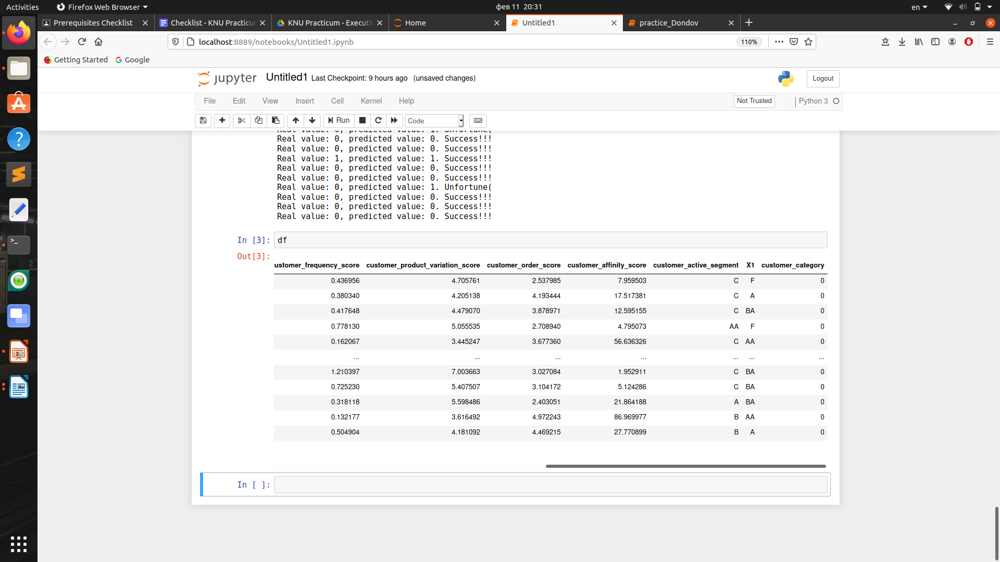 Activities Firefox Web Browser фев 11 20:31 en
Prerequisites Checklist Checklist - KNU Practicu KNU Practicum - Executi Home Untitled1 practice_Dondov
localhost:8889/notebooks/Untitled1.ipynb 110%
Getting Started Google
jupyter Untitled1 Last Checkpoint: 9 hours ago (unsaved changes) Logout
File Edit View Insert Cell Kernel Help Not Trusted Python 3
Run Code
Real value: 0, predicted value: 1. Unfortune(
Real value: 0, predicted value: 0. Success!!!
Real value: 0, predicted value: 0. Success!!!
Real value: 1, predicted value: 1. Success!!!
Real value: 0, predicted value: 0. Success!!!
Real value: 0, predicted value: 0. Success!!!
Real value: 0, predicted value: 1. Unfortune(
Real value: 0, predicted value: 0. Success!!!
Real value: 0, predicted value: 0. Success!!!
Real value: 0, predicted value: 0. Success!!!
In [3]: df
Out[3]:
ustomer_frequency_score customer_product_variation_score customer_order_score customer_affinity_score customer_active_segment X1 customer_category
0.436956 4.705761 2.537985 7.959503 C F 0
0.380340 4.205138 4.193444 17.517381 C A 0
0.417648 4.479070 3.878971 12.595155 C BA 0
0.778130 5.055535 2.708940 4.795073 AA F 0
0.162067 3.445247 3.677360 56.636326 C AA 0
... ... ... ... ... ... ...
1.210397 7.003663 3.027084 1.952911 C BA 0
0.725230 5.407507 3.104172 5.124286 C BA 0
0.318118 5.598486 2.403051 21.864188 A BA 0
0.132177 3.616492 4.972243 86.969977 B AA 0
0.504904 4.181092 4.469215 27.770899 B A 0
In [ ]: